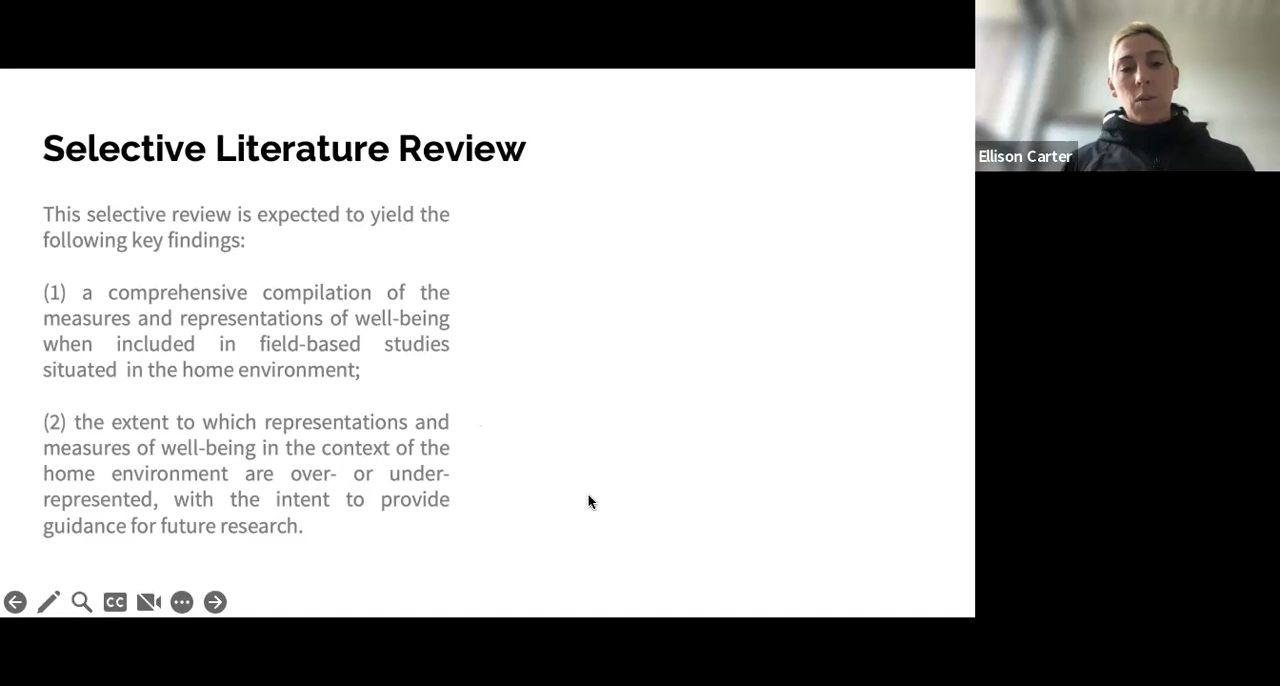 Selective Literature Review
This selective review is expected to yield the
following key findings:
(1) a comprehensive compilation of the
measures and representations of well-being
when included in field-based studies
situated in the home environment;
(2) the extent to which representations and
measures of well-being in the context of the
home environment are over- or under-
represented, with the intent to provide
guidance for future research.
CC
Ellison Carter